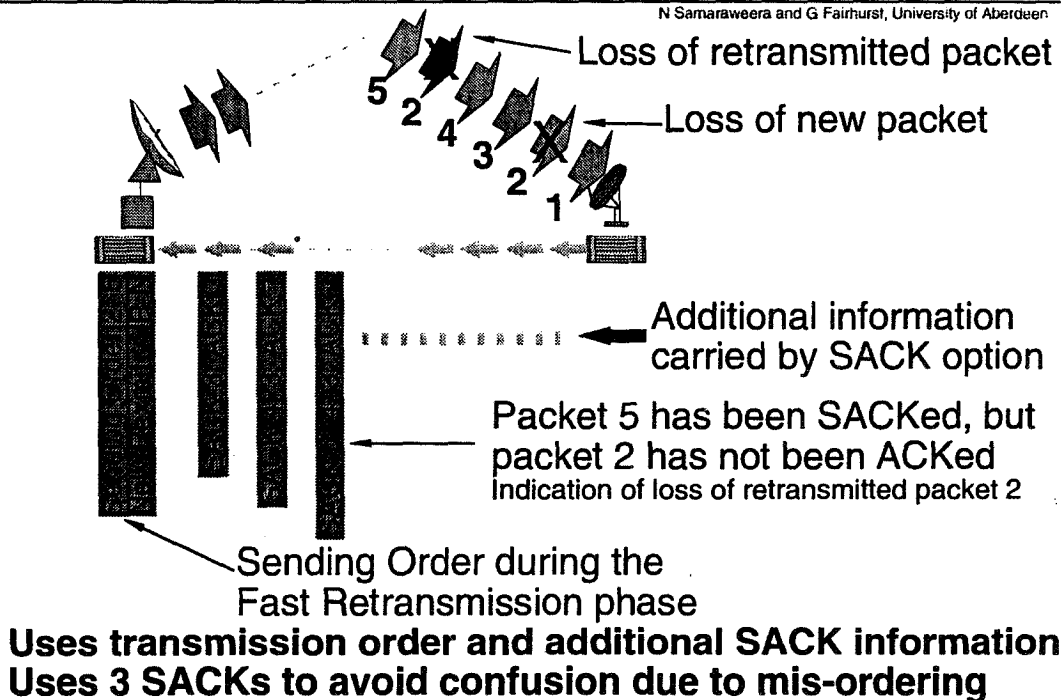 N Samaraweera and G Fairhurst, University of Aberdeen
Loss of retransmitted packet
5
2
4
Loss of new packet
3
2
1
Additional information
carried by SACK option
Packet 5 has been SACKed, but
packet 2 has not been ACKed
Indication of loss of retransmitted packet 2
Sending Order during the
Fast Retransmission phase
Uses transmission order and additional SACK information
Uses 3 SACKs to avoid confusion due to mis-ordering